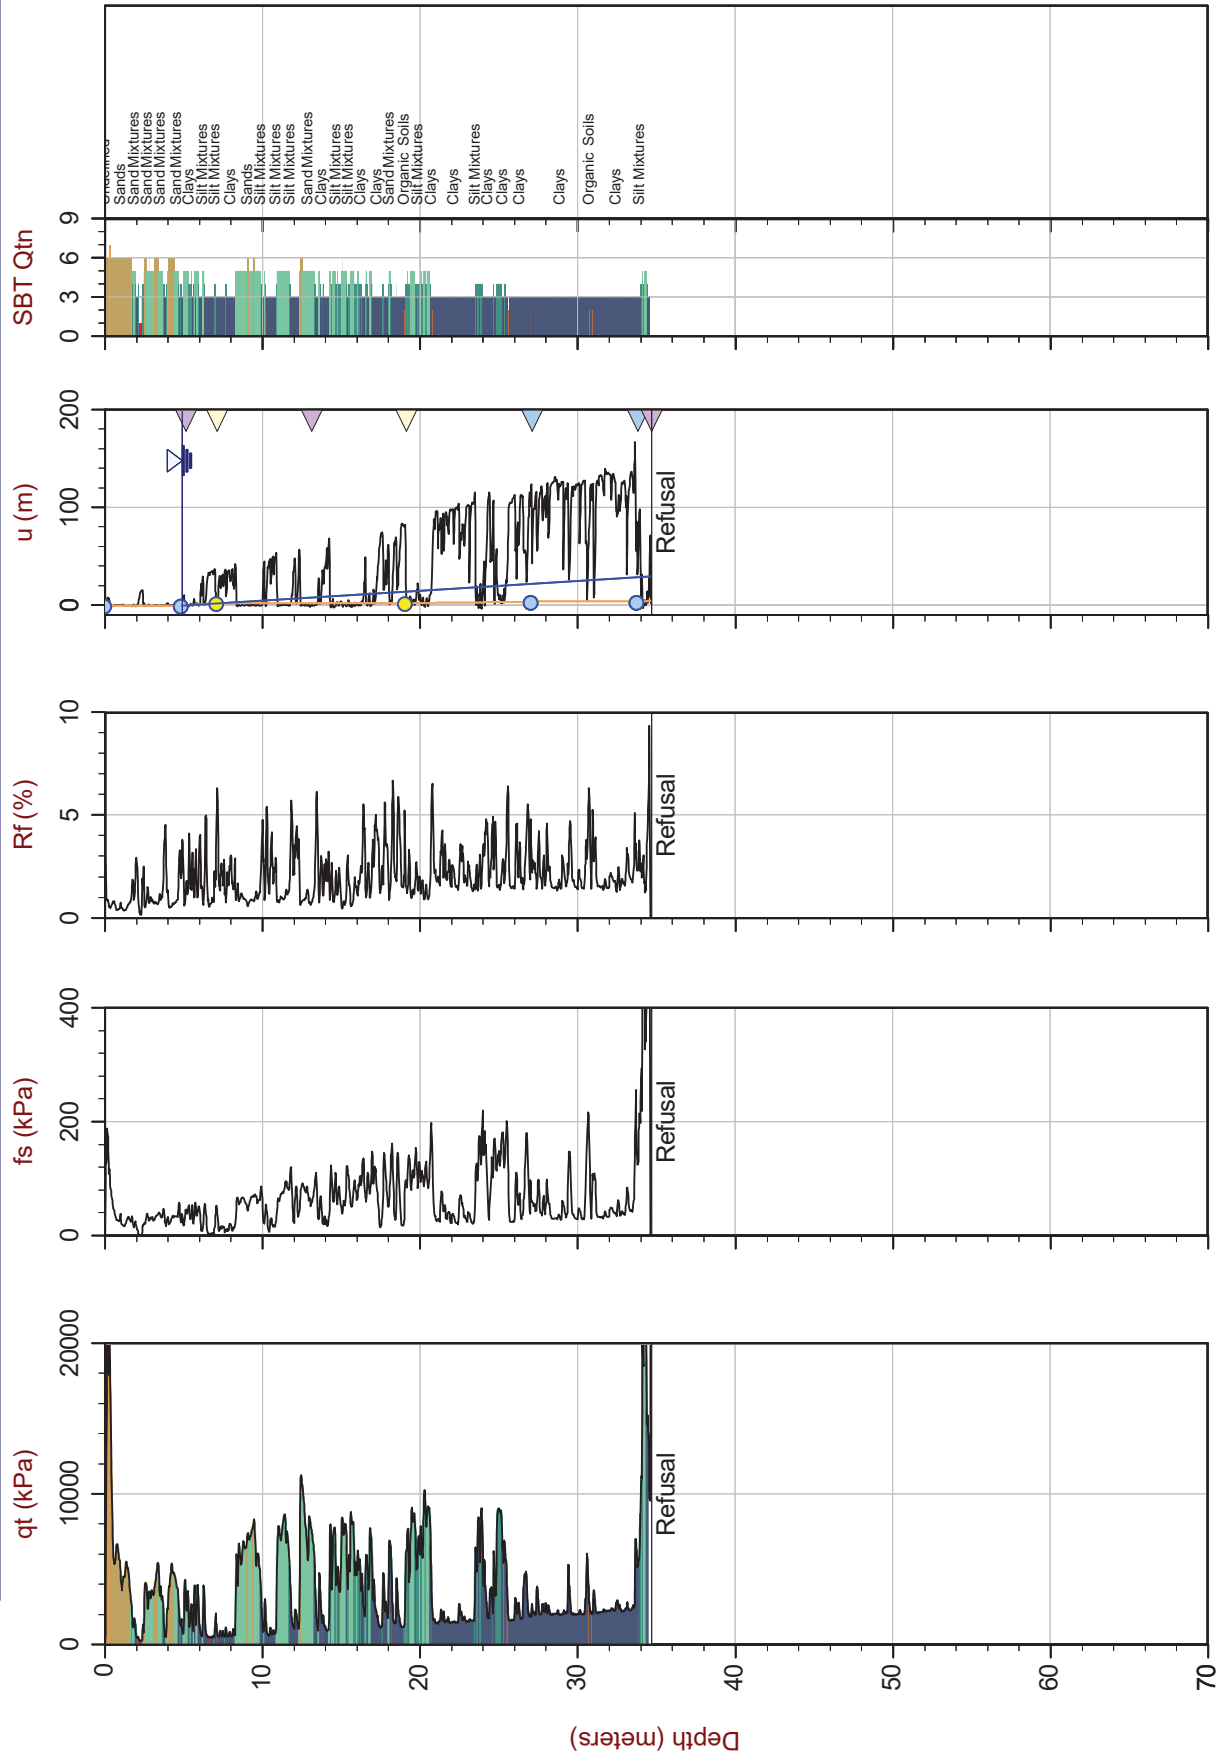 qt (kPa)
fs (kPa)
Rf (%)
u (m)
SBT Qtn
0
10000
20000
0
200
400
0
5
10
0
100
200
0
3
6
9
Depth (meters)
0
10
20
30
40
50
60
70
Undefined
Sands
Sand Mixtures
Sand Mixtures
Sand Mixtures
Sand Mixtures
Clays
Silt Mixtures
Silt Mixtures
Clays
Sands
Silt Mixtures
Silt Mixtures
Silt Mixtures
Sand Mixtures
Clays
Silt Mixtures
Silt Mixtures
Clays
Clays
Sand Mixtures
Organic Soils
Silt Mixtures
Clays
Clays
Silt Mixtures
Clays
Clays
Clays
Clays
Organic Soils
Clays
Silt Mixtures
Refusal
Refusal
Refusal
Refusal